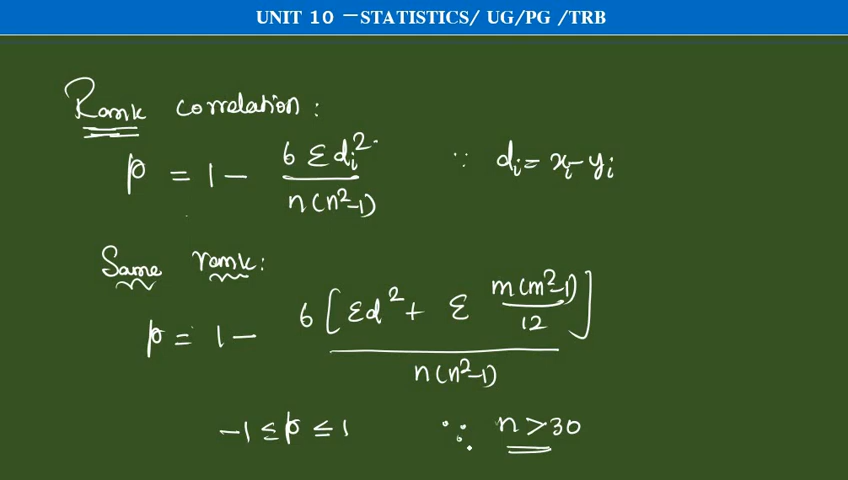 UNIT 10 – STATISTICS/ UG/PG /TRB
Rank correlation:
ρ = 1 - 6 Σdi² / n(n²-1) ∵ di = xi - yi
Same rank:
ρ = 1 - 6 [Σd² + Σ m(m²-1)/12] / n(n²-1)
-1 ≤ ρ ≤ 1 ∵ n > 30